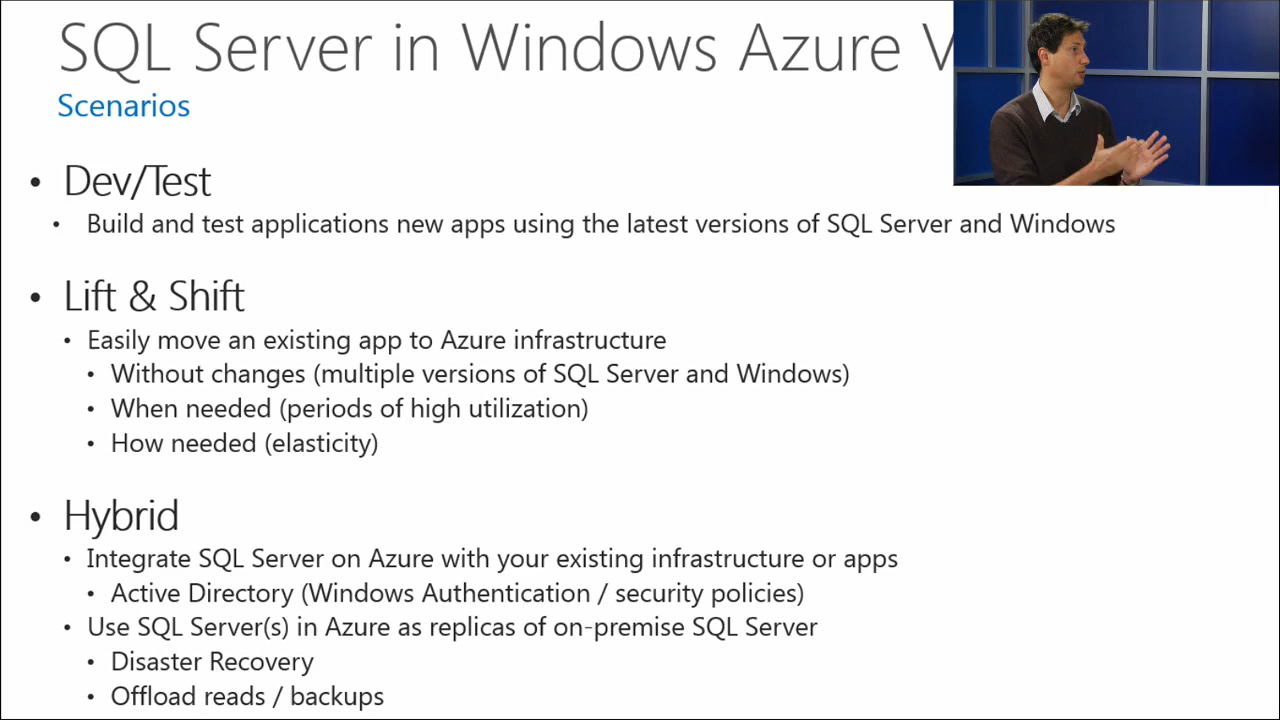 SQL Server in Windows Azure V
Scenarios
• Dev/Test
• Build and test applications new apps using the latest versions of SQL Server and Windows
• Lift & Shift
• Easily move an existing app to Azure infrastructure
• Without changes (multiple versions of SQL Server and Windows)
• When needed (periods of high utilization)
• How needed (elasticity)
• Hybrid
• Integrate SQL Server on Azure with your existing infrastructure or apps
• Active Directory (Windows Authentication / security policies)
• Use SQL Server(s) in Azure as replicas of on-premise SQL Server
• Disaster Recovery
• Offload reads / backups